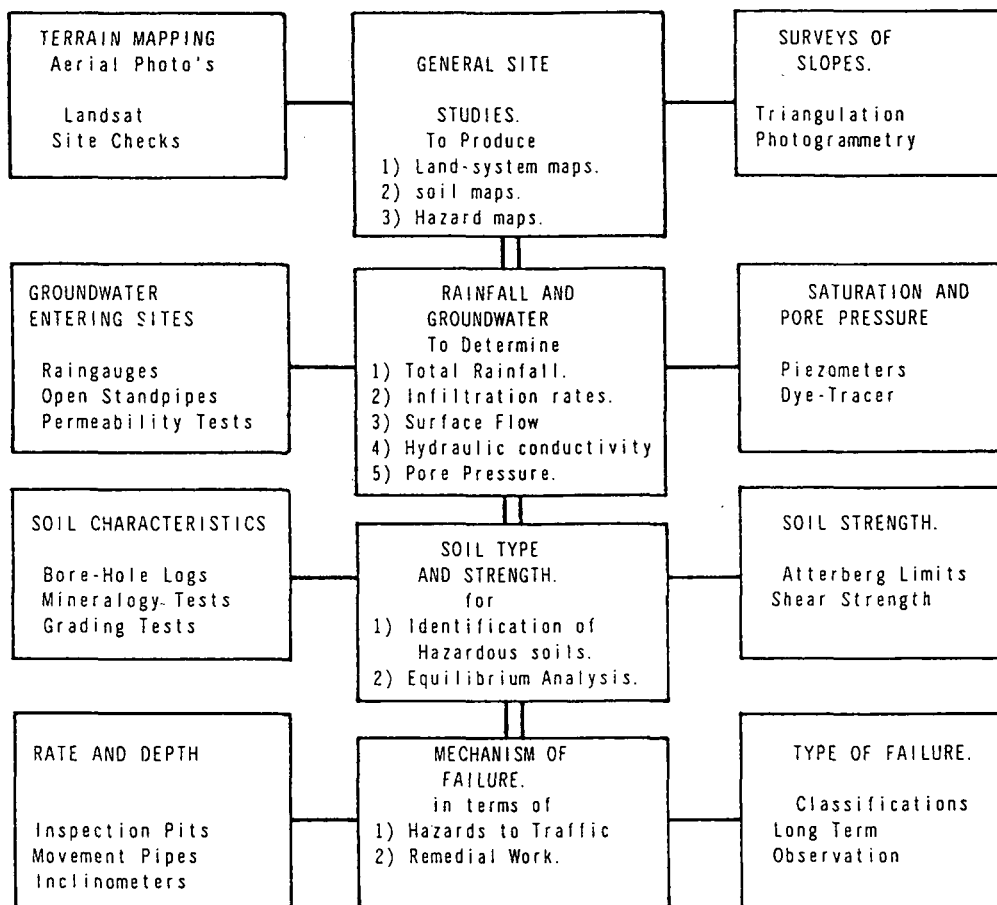 TERRAIN MAPPING
Aerial Photo's
Landsat
Site Checks
GENERAL SITE
STUDIES.
To Produce
1) Land-system maps.
2) soil maps.
3) Hazard maps.
SURVEYS OF
SLOPES.
Triangulation
Photogrammetry
GROUNDWATER
ENTERING SITES
Raingauges
Open Standpipes
Permeability Tests
RAINFALL AND
GROUNDWATER
To Determine
1) Total Rainfall.
2) Infiltration rates.
3) Surface Flow
4) Hydraulic conductivity
5) Pore Pressure.
SATURATION AND
PORE PRESSURE
Piezometers
Dye-Tracer
SOIL CHARACTERISTICS
Bore-Hole Logs
Mineralogy Tests
Grading Tests
SOIL TYPE
AND STRENGTH.
for
1) Identification of
Hazardous soils.
2) Equilibrium Analysis.
SOIL STRENGTH.
Atterberg Limits
Shear Strength
RATE AND DEPTH
Inspection Pits
Movement Pipes
Inclinometers
MECHANISM OF
FAILURE.
in terms of
1) Hazards to Traffic
2) Remedial Work.
TYPE OF FAILURE.
Classifications
Long Term
Observation